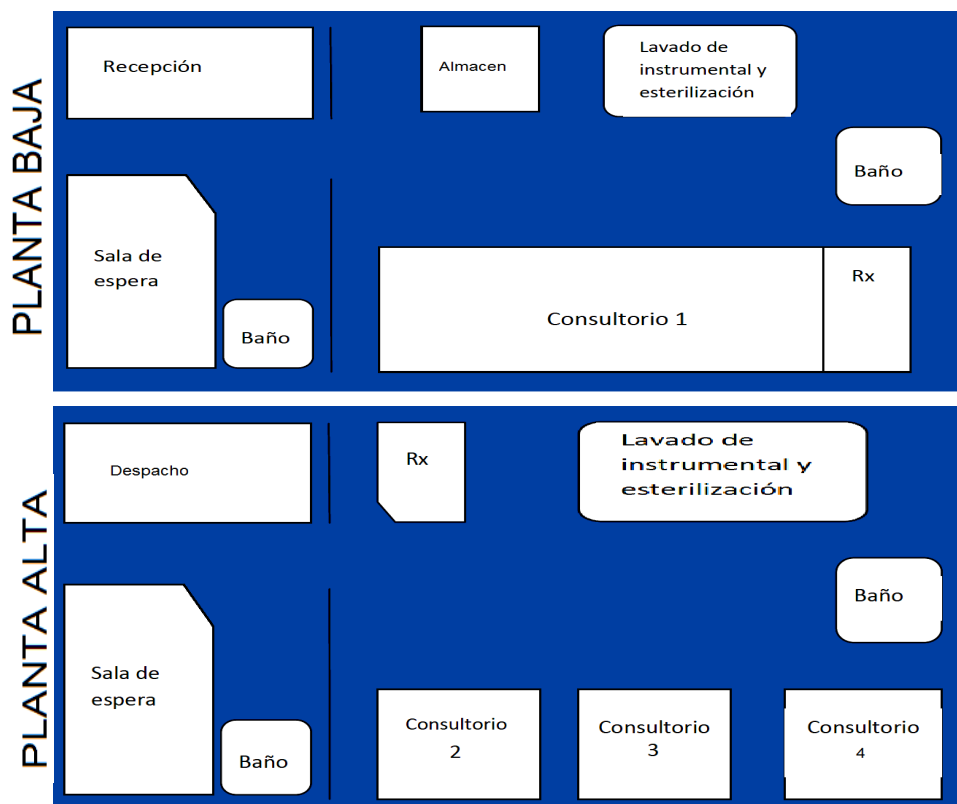 PLANTA BAJA
Recepción
Almacen
Lavado de
instrumental y
esterilización
Baño
Sala de
espera
Baño
Consultorio 1
Rx
PLANTA ALTA
Despacho
Rx
Lavado de
instrumental y
esterilización
Baño
Sala de
espera
Baño
Consultorio
2
Consultorio
3
Consultorio
4